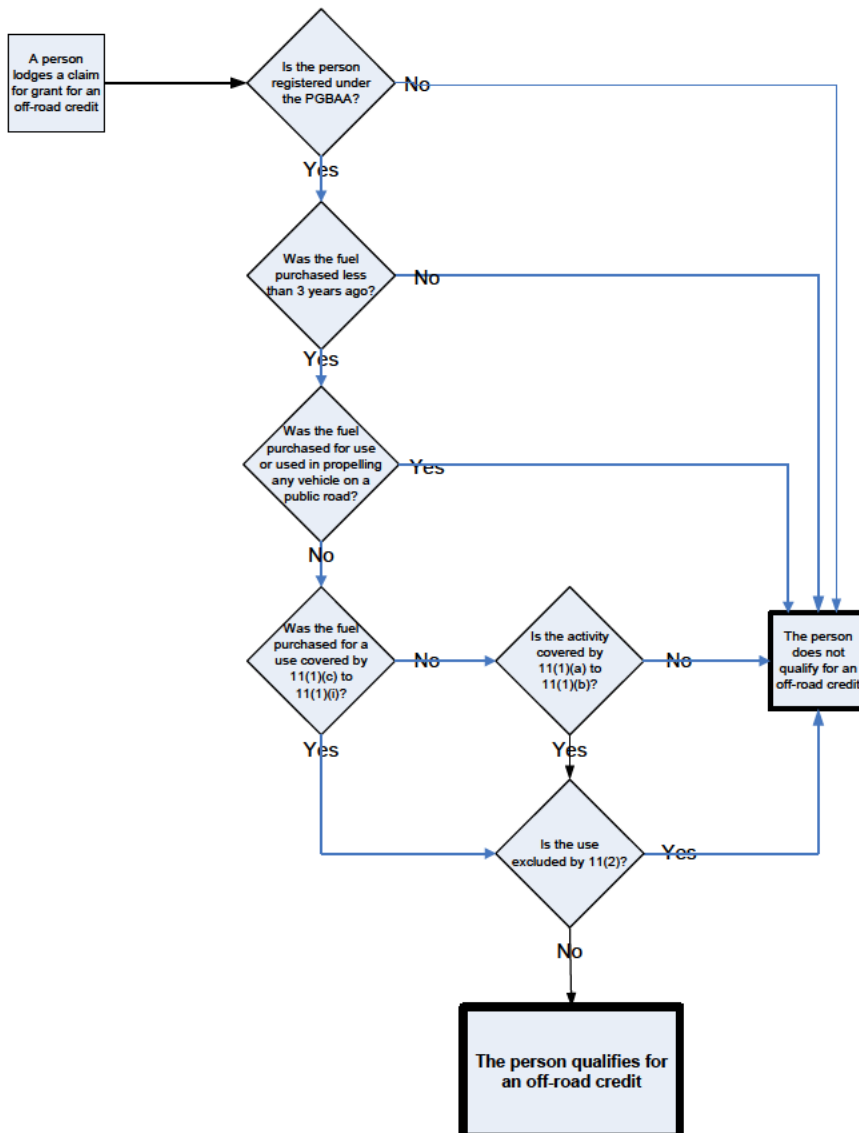 A person
lodges a claim
for grant for an
off-road credit
Is the person
registered under
the PGBAA?
No
Yes
Was the fuel
purchased less
than 3 years ago?
No
Yes
Was the fuel
purchased for use
or used in propelling
any vehicle on a
public road?
Yes
No
Was the fuel
purchased for a
use covered by
11(1)(c) to
11(1)(i)?
No
Yes
Is the activity
covered by
11(1)(a) to
11(1)(b)?
No
Yes
The person
does not
qualify for an
off-road credit
Is the use
excluded by 11(2)?
Yes
No
The person qualifies for
an off-road credit